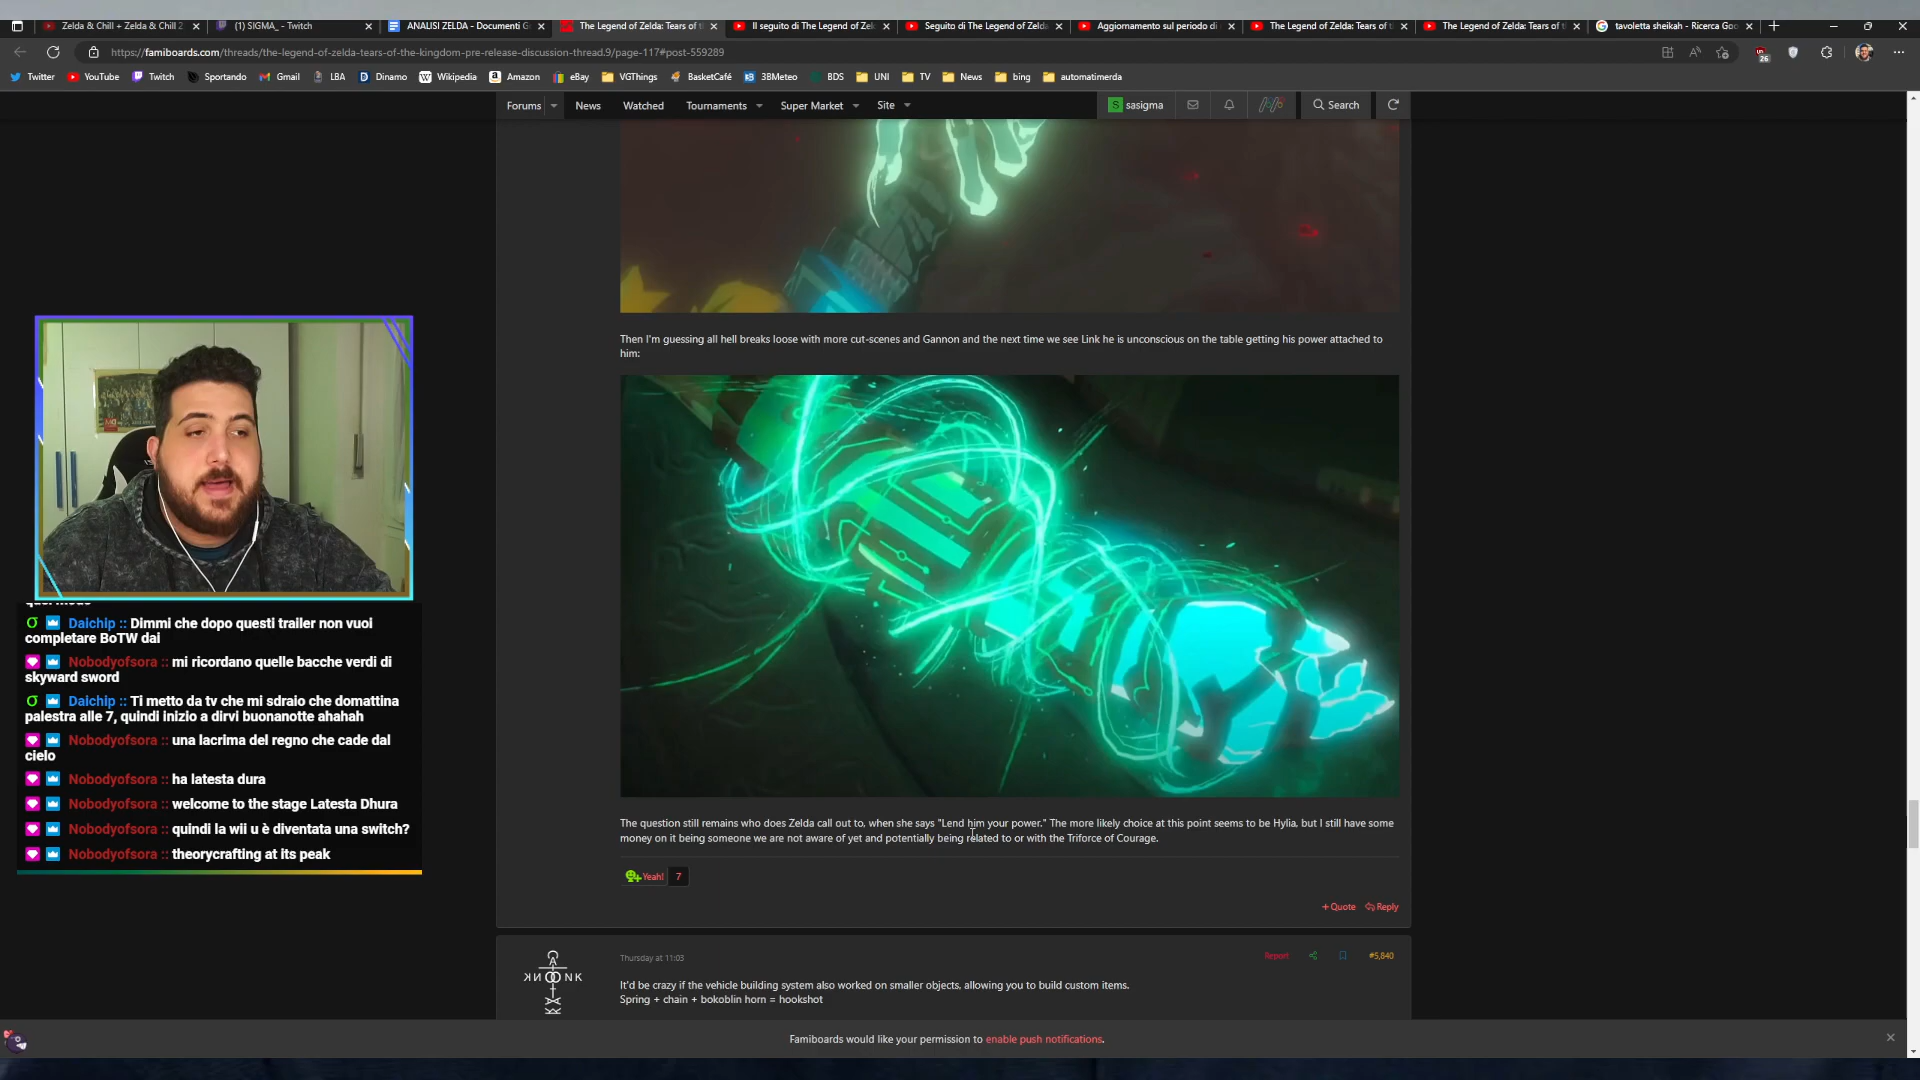 Zelda & Chill + Zelda & Chill 2
(1) SIGMA_ - Twitch
ANALISI ZELDA - Documenti G
The Legend of Zelda: Tears of t
Il seguito di The Legend of Zel
Seguito di The Legend of Zelda
Aggiornamento sul periodo di
The Legend of Zelda: Tears of t
The Legend of Zelda: Tears of t
tavoletta sheikah - Ricerca Goo
https://famiboards.com/threads/the-legend-of-zelda-tears-of-the-kingdom-pre-release-discussion-thread.9/page-117#post-559289
26
Twitter YouTube Twitch Sportando Gmail LBA Dinamo Wikipedia Amazon eBay VGThings BasketCafé 3BMeteo BDS UNI TV News bing automatimerda
Forums News Watched Tournaments Super Market Site S sasigma Search
Then I'm guessing all hell breaks loose with more cut-scenes and Gannon and the next time we see Link he is unconscious on the table getting his power attached to
him:
Daichip :: Dimmi che dopo questi trailer non vuoi
completare BoTW dai
Nobodyofsora :: mi ricordano quelle bacche verdi di
skyward sword
Daichip :: Ti metto da tv che mi sdraio che domattina
palestra alle 7, quindi inizio a dirvi buonanotte ahahah
Nobodyofsora :: una lacrima del regno che cade dal
cielo
Nobodyofsora :: ha latesta dura
Nobodyofsora :: welcome to the stage Latesta Dhura
Nobodyofsora :: quindi la wii u è diventata una switch?
Nobodyofsora :: theorycrafting at its peak
The question still remains who does Zelda call out to, when she says "Lend him your power." The more likely choice at this point seems to be Hylia, but I still have some
money on it being someone we are not aware of yet and potentially being related to or with the Triforce of Courage.
Yeah! 7
+ Quote Reply
Thursday at 11:03
Report #5,840
It'd be crazy if the vehicle building system also worked on smaller objects, allowing you to build custom items.
Spring + chain + bokoblin horn = hookshot
Famiboards would like your permission to enable push notifications.